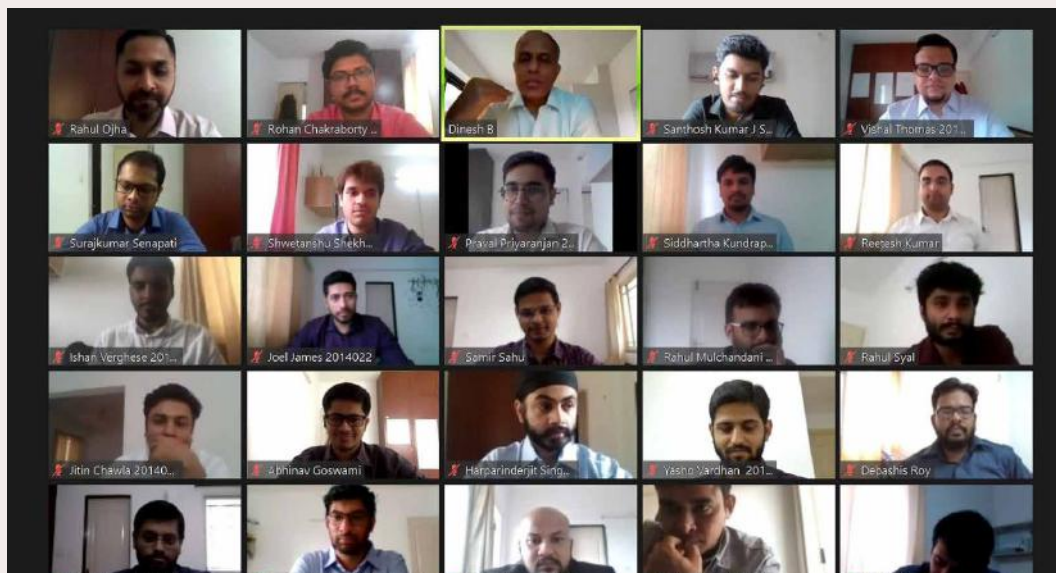 Rahul Ojha
Rohan Chakraborty ...
Dinesh B
Santhosh Kumar J S...
Vishal Thomas 201...
Surajkumar Senapati
Shwetanshu Shekh...
Praval Priyaranjan 2...
Siddhartha Kundrap...
Reetesh Kumar
Ishan Verghese 201...
Joel James 2014022
Samir Sahu
Rahul Mulchandani ...
Rahul Syal
Jitin Chawla 20140...
Abhinav Goswami
Harparinderjit Sing...
Yasho Vardhan 201...
Debashis Roy